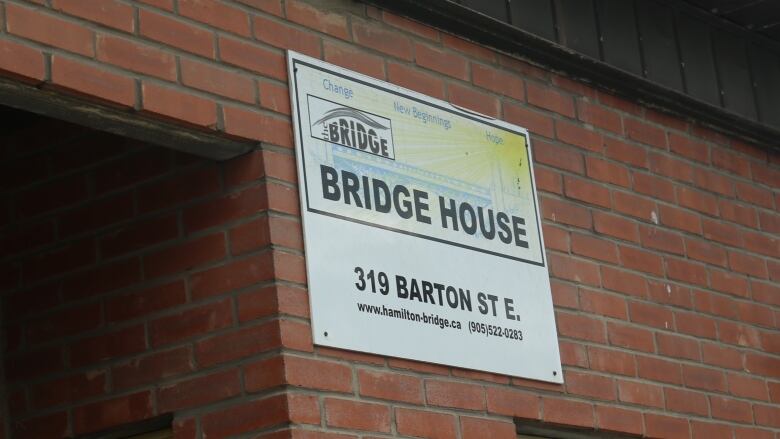 Change
New Beginnings
Hope
the BRIDGE
BRIDGE HOUSE
319 BARTON ST E.
www.hamilton-bridge.ca (905)522-0283